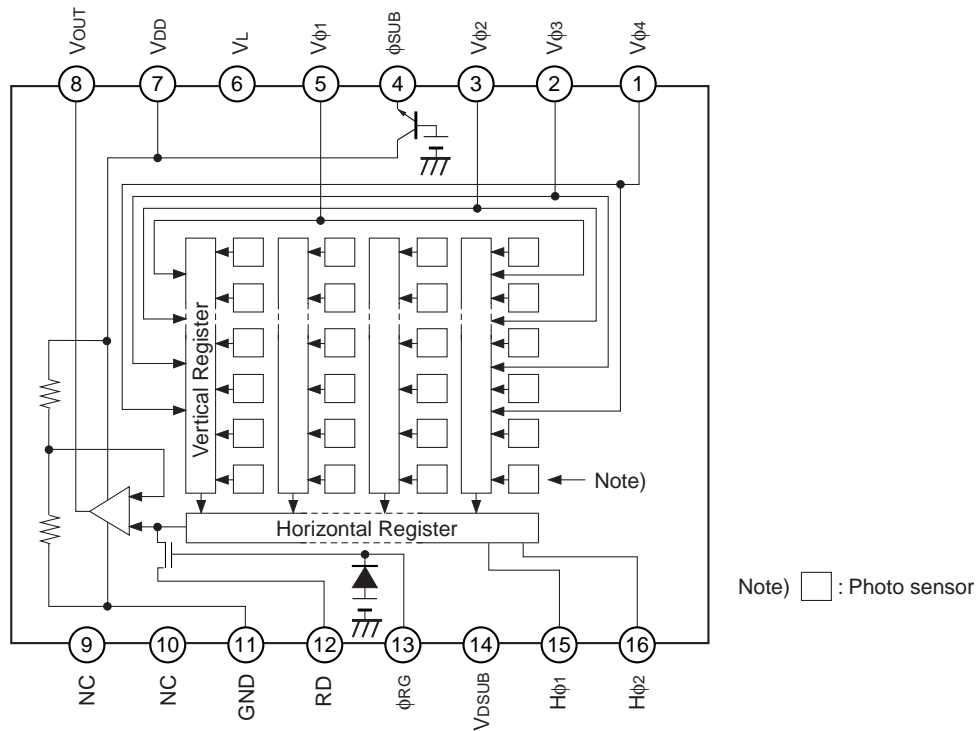 VOUT VDD VL Vϕ1 ϕSUB Vϕ2 Vϕ3 Vϕ4
8 7 6 5 4 3 2 1
Vertical Register
Note)
Horizontal Register
Note) : Photo sensor
9 10 11 12 13 14 15 16
NC NC GND RD ϕRG VDSUB Hϕ1 Hϕ2